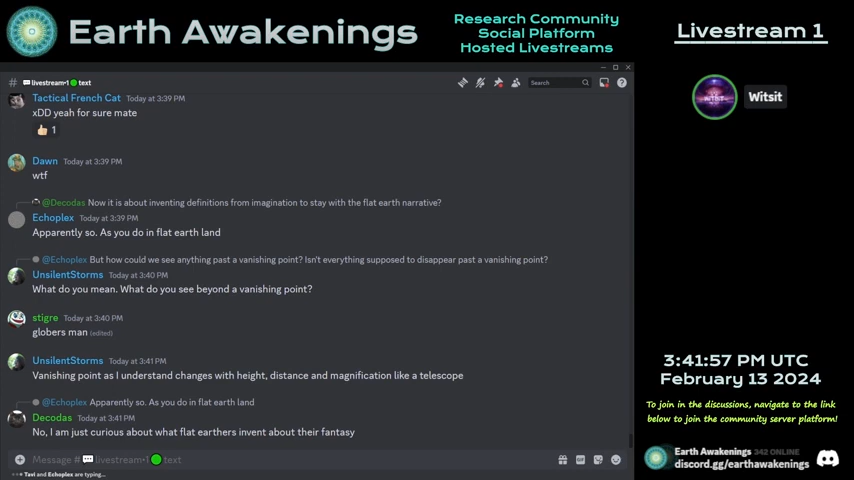 Earth Awakenings
Research Community
Social Platform
Hosted Livestreams
Livestream 1
# livestream-1 text
Search
Witsit
Tactical French Cat Today at 3:39 PM
xDD yeah for sure mate
1
Dawn Today at 3:39 PM
wtf
@Decodas Now it is about inventing definitions from imagination to stay with the flat earth narrative?
Echoplex Today at 3:39 PM
Apparently so. As you do in flat earth land
@Echoplex But how could we see anything past a vanishing point? Isn't everything supposed to disappear past a vanishing point?
UnsilentStorms Today at 3:40 PM
What do you mean. What do you see beyond a vanishing point?
stigre Today at 3:40 PM
globers man (edited)
UnsilentStorms Today at 3:41 PM
Vanishing point as I understand changes with height, distance and magnification like a telescope
@Echoplex Apparently so. As you do in flat earth land
Decodas Today at 3:41 PM
No, I am just curious about what flat earthers invent about their fantasy
Message # livestream-1 text
GIF
Tavi and Echoplex are typing...
3:41:57 PM UTC
February 13 2024
To join in the discussions, navigate to the link
below to join the community server platform!
Earth Awakenings 342 ONLINE
discord.gg/earthawakenings